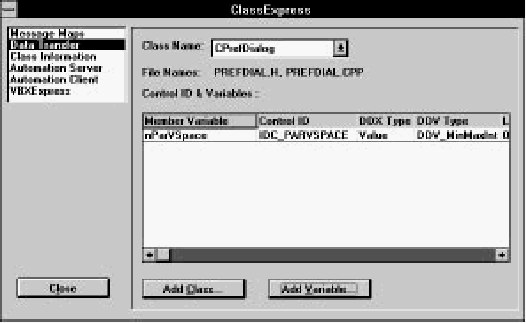 ClassExpress
Message Maps
Data Transfer
Class Information
Automation Server
Automation Client
VBXExpress
Class Name: CPrefDialog
File Names: PREFDIAL.H, PREFDIAL.CPP
Control ID & Variables :
Member Variable Control ID DDX Type DDV Type L
nParVSpace IDC_PARVSPACE Value DDV_MinMaxInt 0
Close
Add Class...
Add Variable...